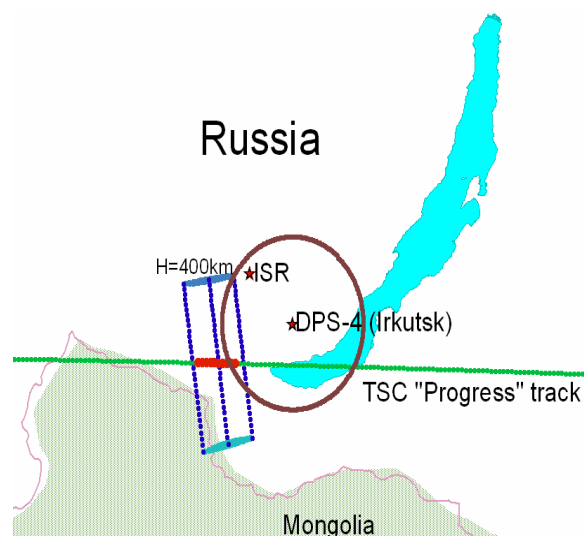 Russia
H=400km
ISR
DPS-4 (Irkutsk)
TSC "Progress" track
Mongolia